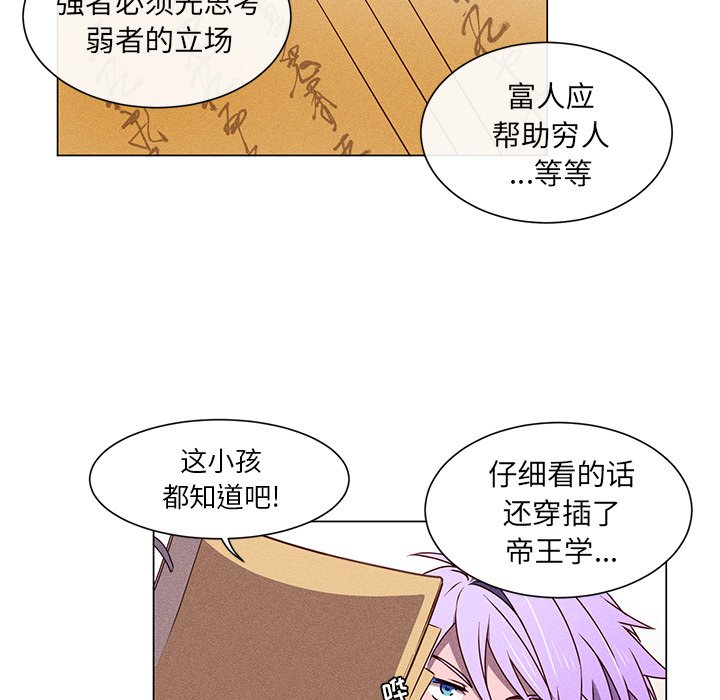 强者必须先思考
弱者的立场
富人应
帮助穷人
...等等
这小孩
都知道吧!
仔细看的话
还穿插了
帝王学...
哗